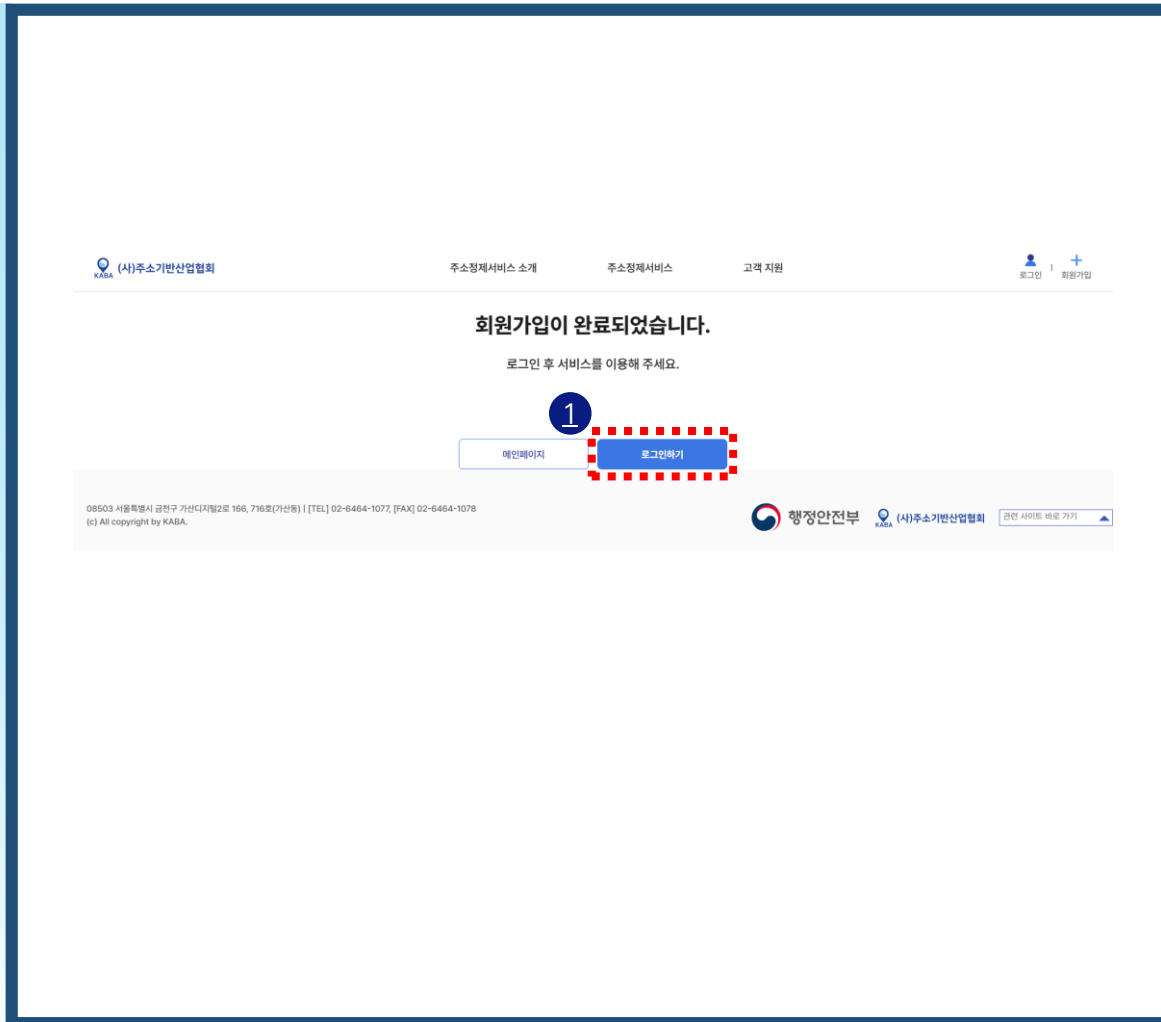 KABA (사)주소기반산업협회
주소정제서비스 소개
주소정제서비스
고객 지원
로그인 | 회원가입
회원가입이 완료되었습니다.
로그인 후 서비스를 이용해 주세요.
1
메인페이지
로그인하기
08503 서울특별시 금천구 가산디지털2로 166, 716호(가산동) | [TEL] 02-6464-1077, [FAX] 02-6464-1078
(c) All copyright by KABA.
행정안전부
KABA (사)주소기반산업협회
관련 사이트 바로 가기